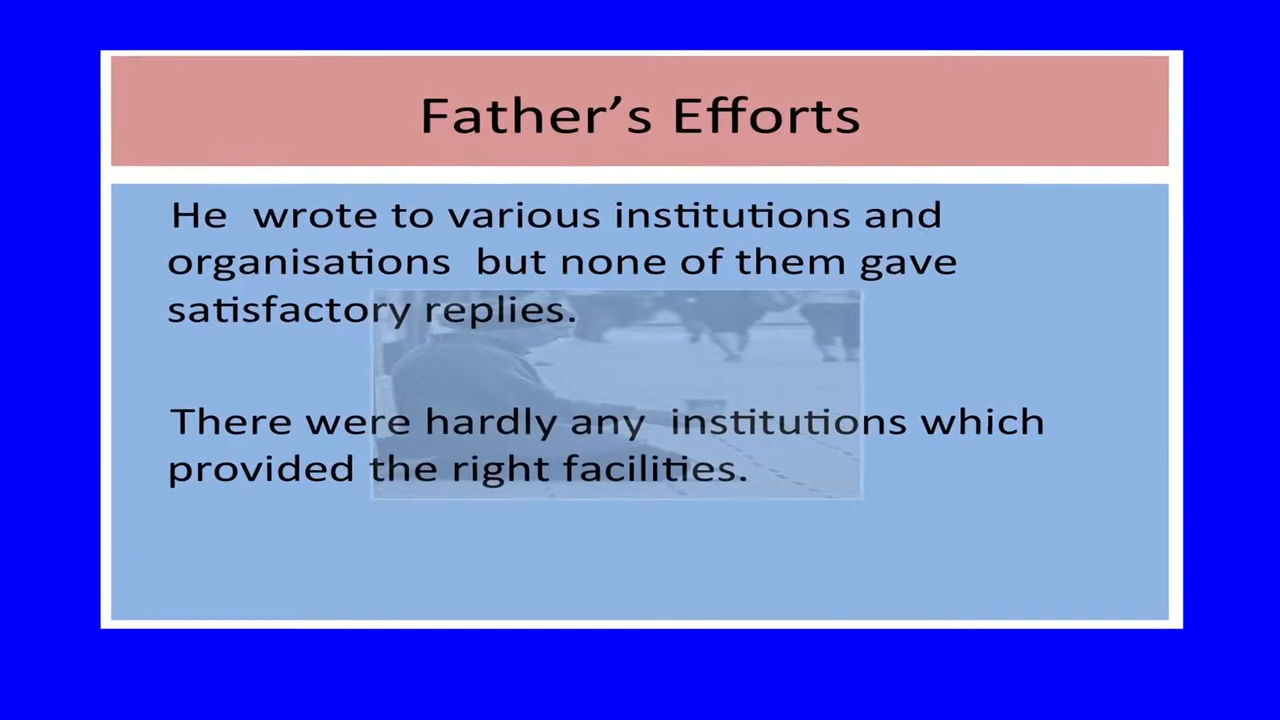 Father’s Efforts
He wrote to various institutions and
organisations but none of them gave
satisfactory replies.
There were hardly any institutions which
provided the right facilities.